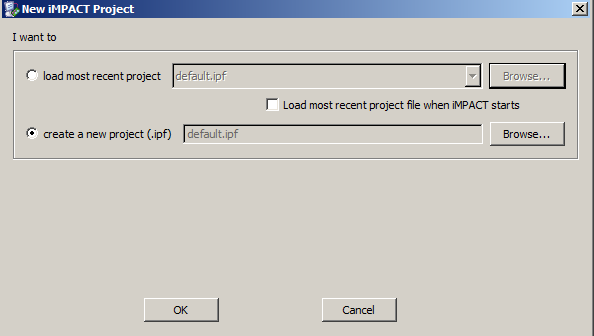 New iMPACT Project
I want to
load most recent project default.ipf Browse...
Load most recent project file when iMPACT starts
create a new project (.ipf) default.ipf Browse...
OK Cancel